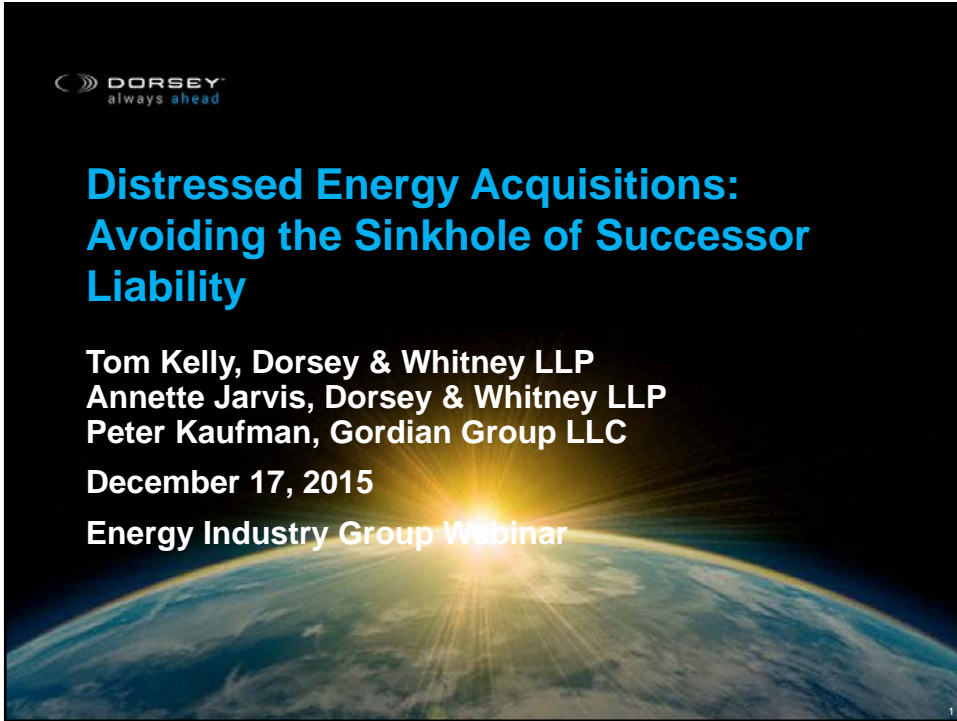 DORSEY
always ahead
Distressed Energy Acquisitions:
Avoiding the Sinkhole of Successor
Liability
Tom Kelly, Dorsey & Whitney LLP
Annette Jarvis, Dorsey & Whitney LLP
Peter Kaufman, Gordian Group LLC
December 17, 2015
Energy Industry Group Webinar
1